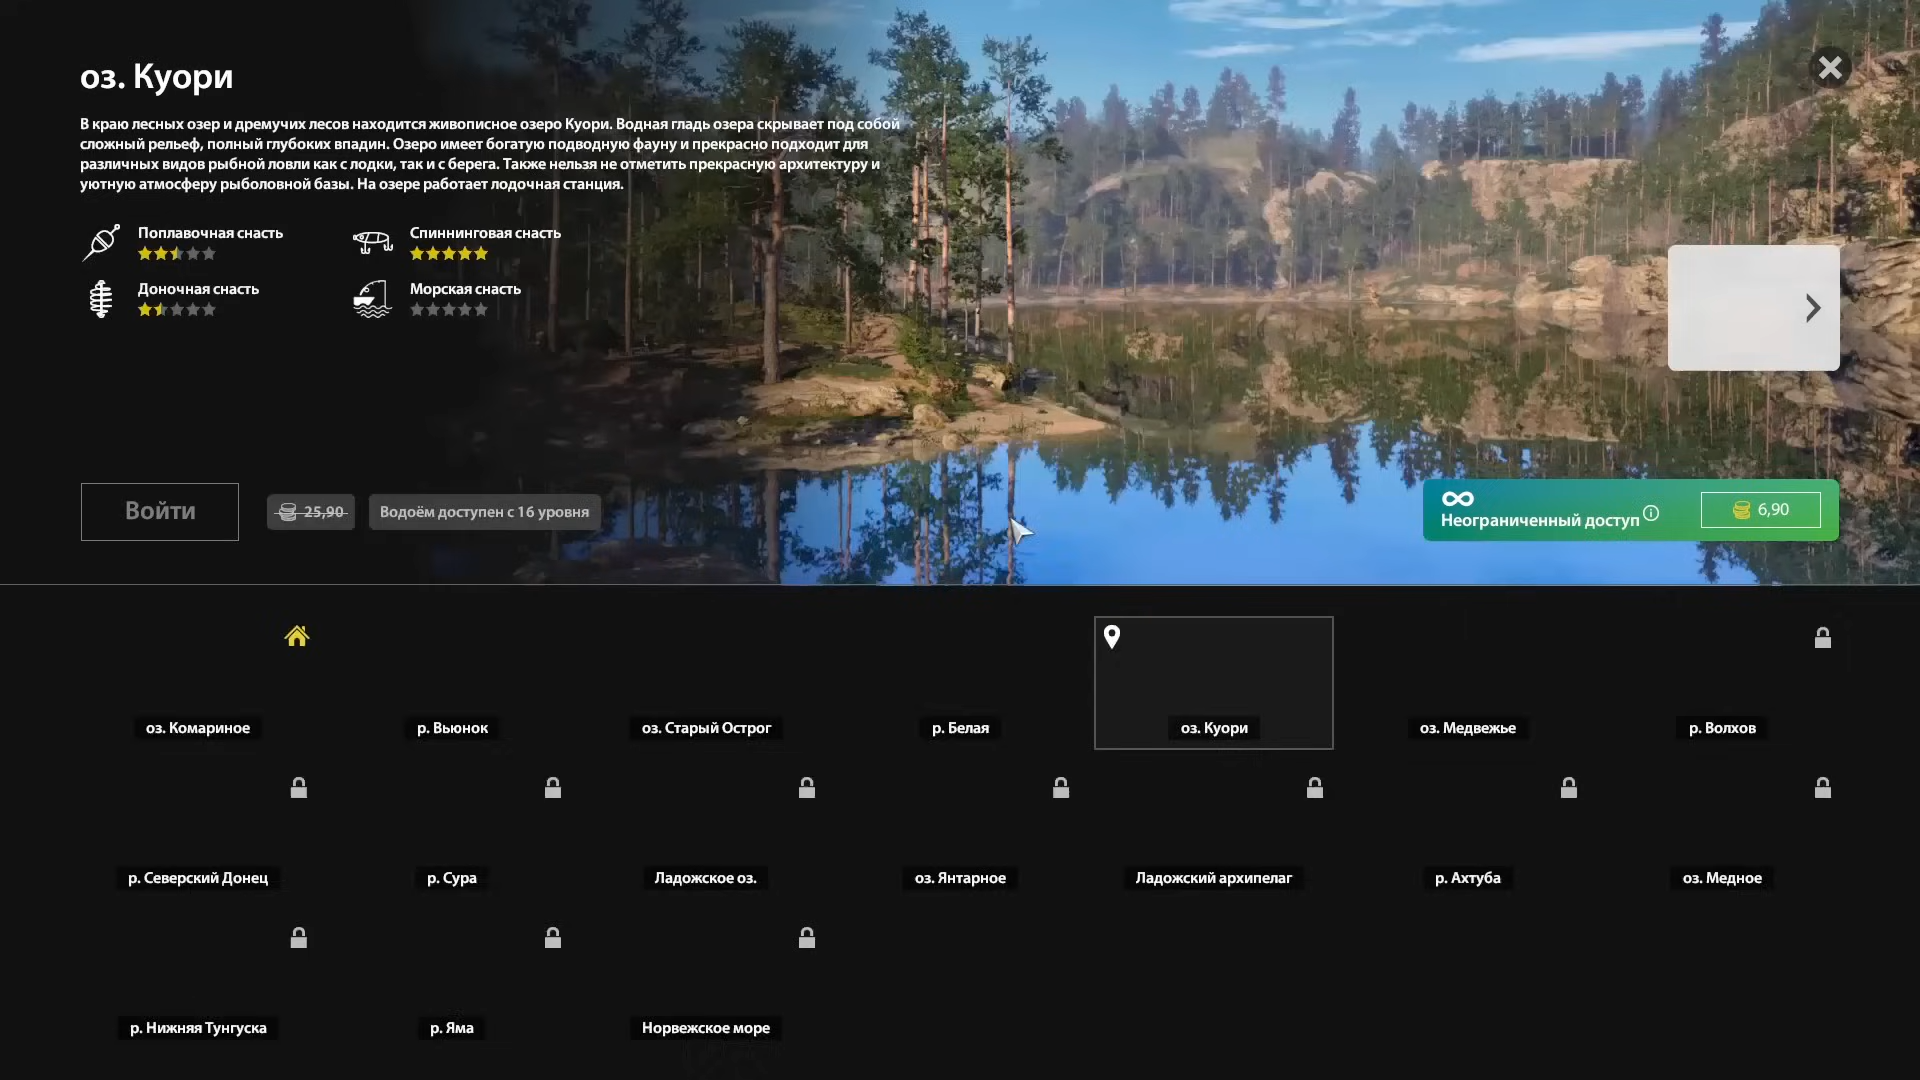 оз. Куори
В краю лесных озер и дремучих лесов находится живописное озеро Куори. Водная гладь озера скрывает под собой
сложный рельеф, полный глубоких впадин. Озеро имеет богатую подводную фауну и прекрасно подходит для
различных видов рыбной ловли как с лодки, так и с берега. Также нельзя не отметить прекрасную архитектуру и
уютную атмосферу рыболовной базы. На озере работает лодочная станция.
Поплавочная снасть
Спиннинговая снасть
Доночная снасть
Морская снасть
Войти
25,90
Водоём доступен с 16 уровня
Неограниченный доступ
6,90
оз. Комариное
р. Вьюнок
оз. Старый Острог
р. Белая
оз. Куори
оз. Медвежье
р. Волхов
р. Северский Донец
р. Сура
Ладожское оз.
оз. Янтарное
Ладожский архипелаг
р. Ахтуба
оз. Медное
р. Нижняя Тунгуска
р. Яма
Норвежское море